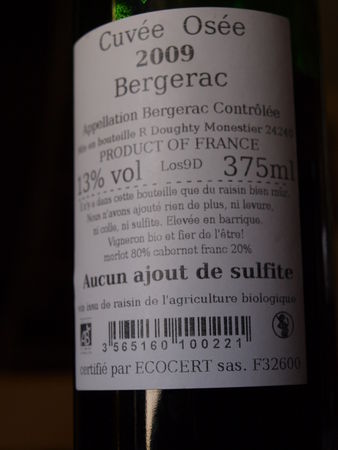 Cuvée Osée
2009
Bergerac
Appellation Bergerac Contrôlée
Mis en bouteille R Doughty Monestier 24240
PRODUCT OF FRANCE
13% vol Los9D 375ml
Il n'y a dans cette bouteille que du raisin bien mûr.
Nous n'avons ajouté rien de plus, ni levure,
ni colle, ni sulfite. Elevée en barrique.
Vigneron bio et fier de l'être!
merlot 80% cabernet franc 20%
Aucun ajout de sulfite
vin issu de raisin de l'agriculture biologique
AB
3 565160 100221
certifié par ECOCERT sas. F32600